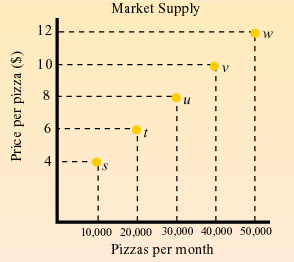 Market Supply
Price per pizza ($)
12
10
8
6
4
w
v
u
t
s
10,000 20,000 30,000 40,000 50,000
Pizzas per month